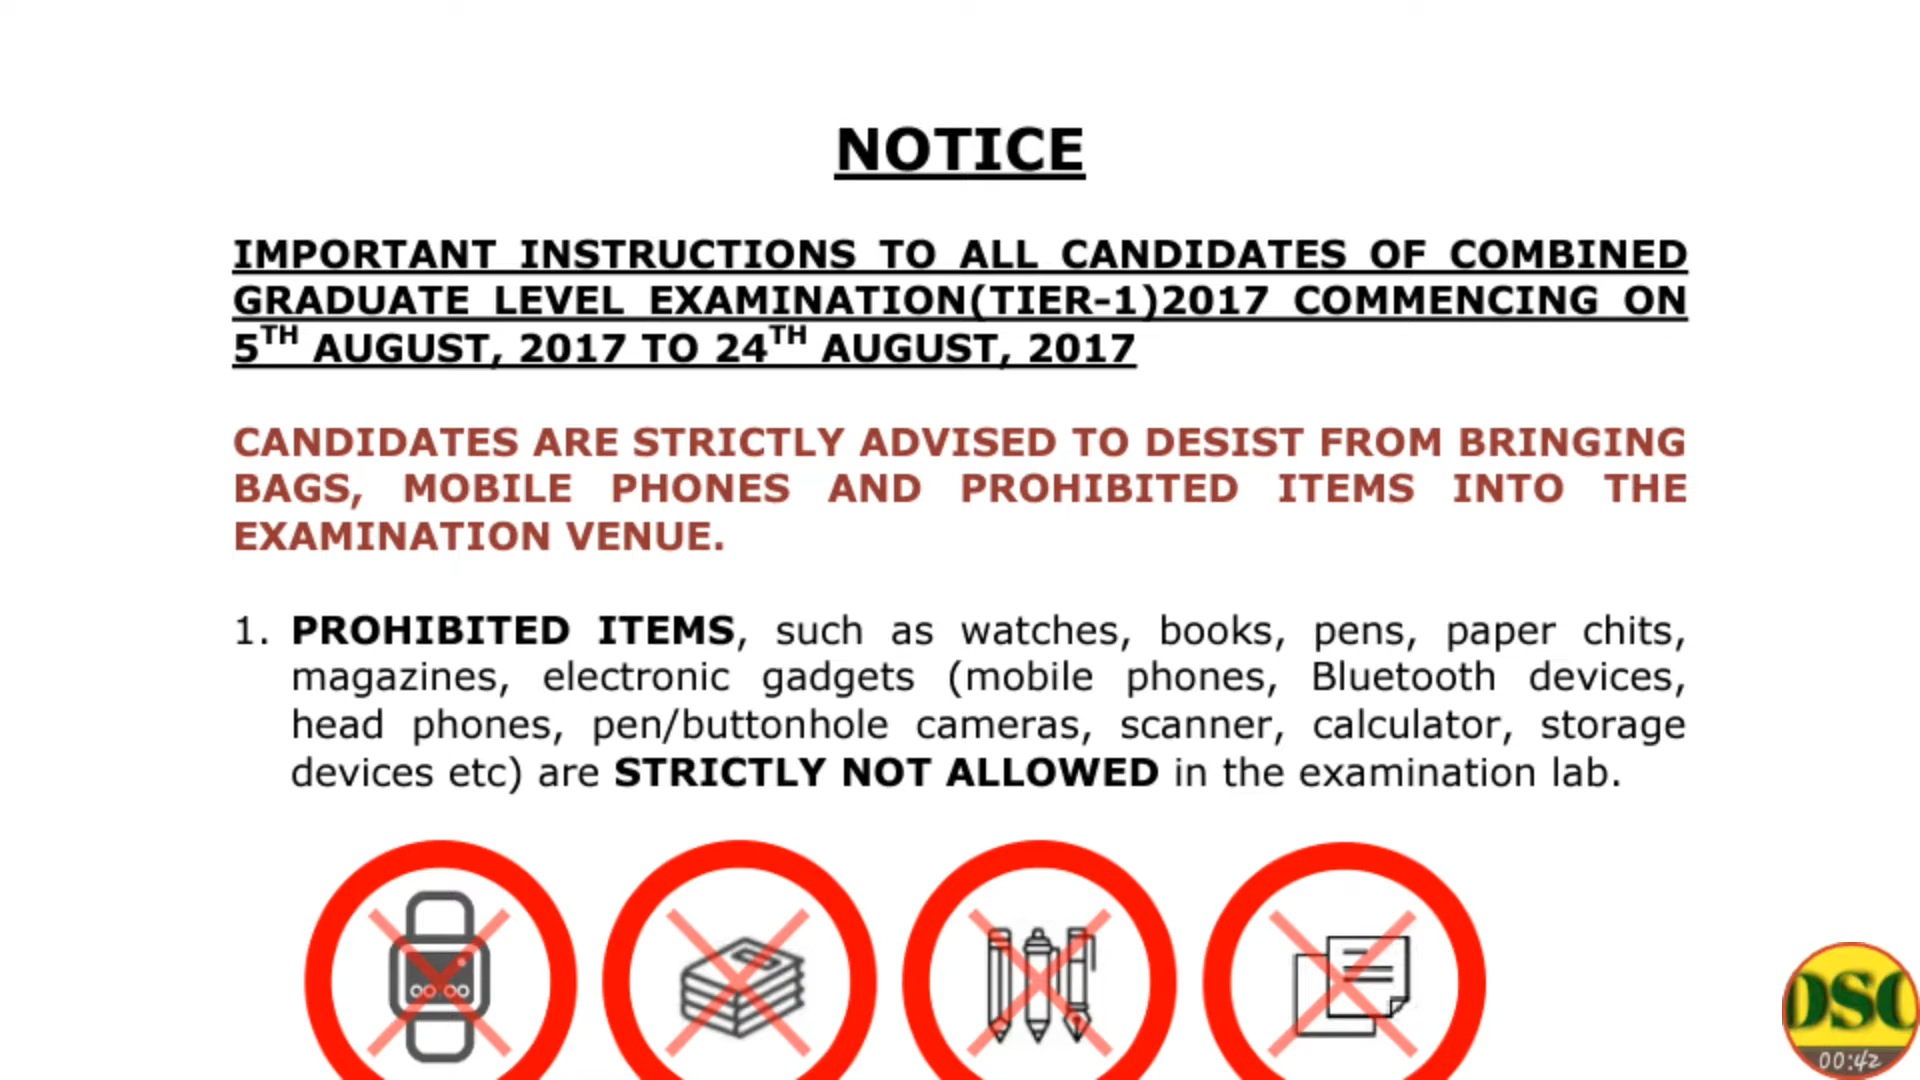 NOTICE
IMPORTANT INSTRUCTIONS TO ALL CANDIDATES OF COMBINED
GRADUATE LEVEL EXAMINATION(TIER-1)2017 COMMENCING ON
5TH AUGUST, 2017 TO 24TH AUGUST, 2017
CANDIDATES ARE STRICTLY ADVISED TO DESIST FROM BRINGING
BAGS, MOBILE PHONES AND PROHIBITED ITEMS INTO THE
EXAMINATION VENUE.
1. PROHIBITED ITEMS, such as watches, books, pens, paper chits,
magazines, electronic gadgets (mobile phones, Bluetooth devices,
head phones, pen/buttonhole cameras, scanner, calculator, storage
devices etc) are STRICTLY NOT ALLOWED in the examination lab.
DSC
00:42